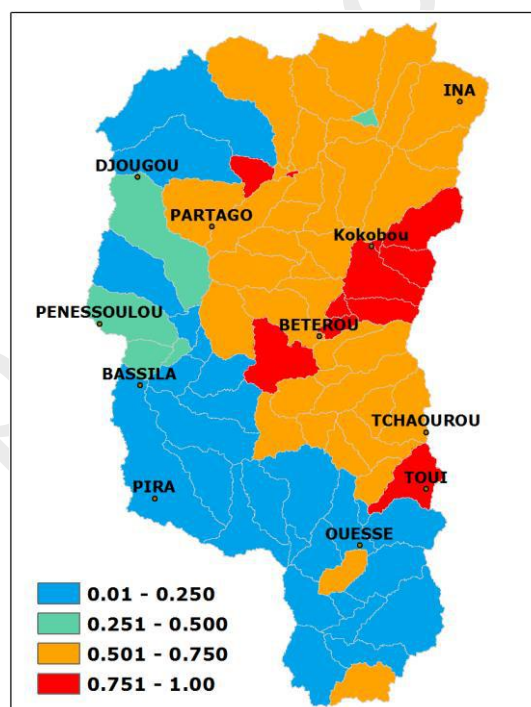 INA
DJOUGOU
PARTAGO
Kokobou
PENESSOULOU
BETEROU
BASSILA
TCHAOUROU
TOUI
PIRA
OUESSE
0.01 - 0.250
0.251 - 0.500
0.501 - 0.750
0.751 - 1.00